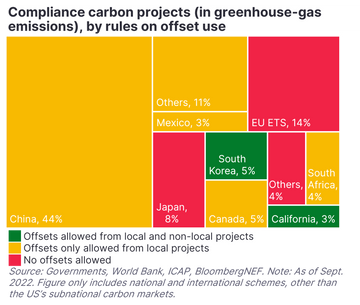 Compliance carbon projects (in greenhouse-gas
emissions), by rules on offset use
Others, 11%
Mexico, 3%
EU ETS, 14%
China, 44%
Japan,
8%
South
Korea, 5%
Canada, 5%
Others,
4%
South
Africa,
4%
California, 3%
Offsets allowed from local and non-local projects
Offsets only allowed from local projects
No offsets allowed
Source: Governments, World Bank, ICAP, BloombergNEF. Note: As of Sept.
2022. Figure only includes national and international schemes, other than
the US's subnational carbon markets.